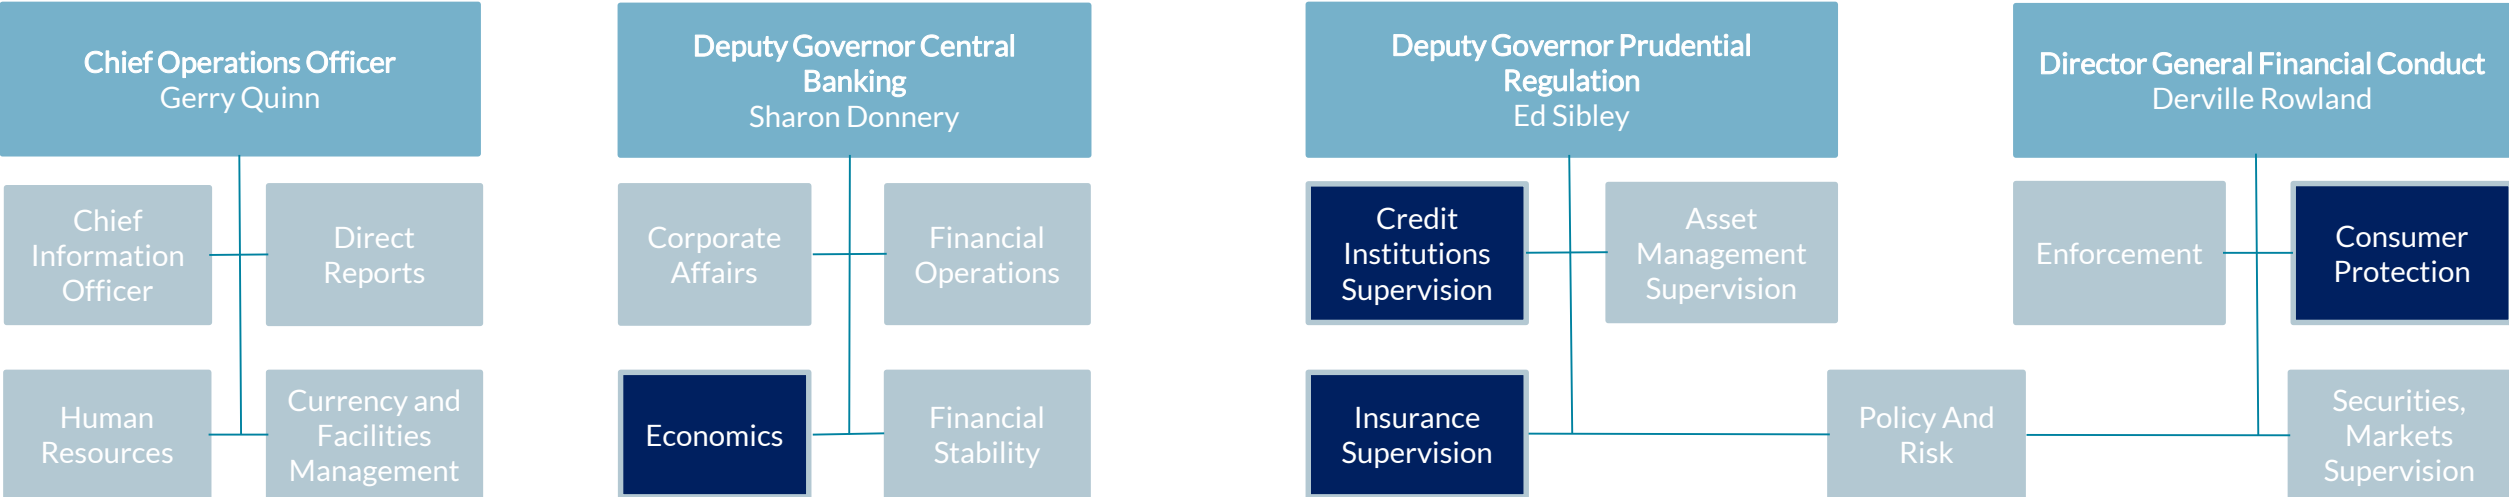 Chief Operations Officer
Gerry Quinn
Deputy Governor Central
Banking
Sharon Donnery
Deputy Governor Prudential
Regulation
Ed Sibley
Director General Financial Conduct
Derville Rowland
Chief
Information
Officer
Direct
Reports
Corporate
Affairs
Financial
Operations
Credit
Institutions
Supervision
Asset
Management
Supervision
Enforcement
Consumer
Protection
Human
Resources
Currency and
Facilities
Management
Economics
Financial
Stability
Insurance
Supervision
Policy And
Risk
Securities,
Markets
Supervision